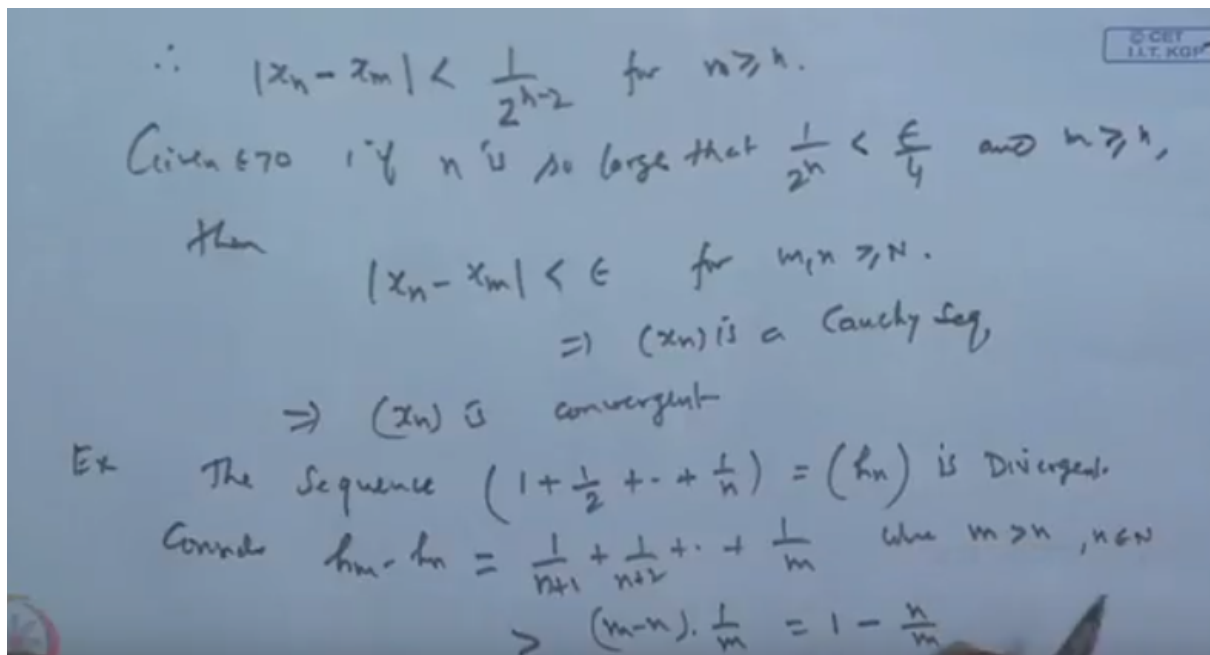 © CET
I.I.T. KGP
∴ |xn - xm| < 1/2^(n-2) for m ≥ n.
Given ϵ>0 if n is so large that 1/2^n < ϵ/4 and m ≥ n,
then
|xn - xm| < ϵ for m,n ≥ N.
=) (xn) is a Cauchy Seq,
⇒ (xn) is convergent
Ex The Sequence (1 + 1/2 + .. + 1/n) = (hn) is Divergent.
Consider hm - hn = 1/(n+1) + 1/(n+2) + .. + 1/m where m > n, n ∈ N
> (m-n). 1/m = 1 - n/m